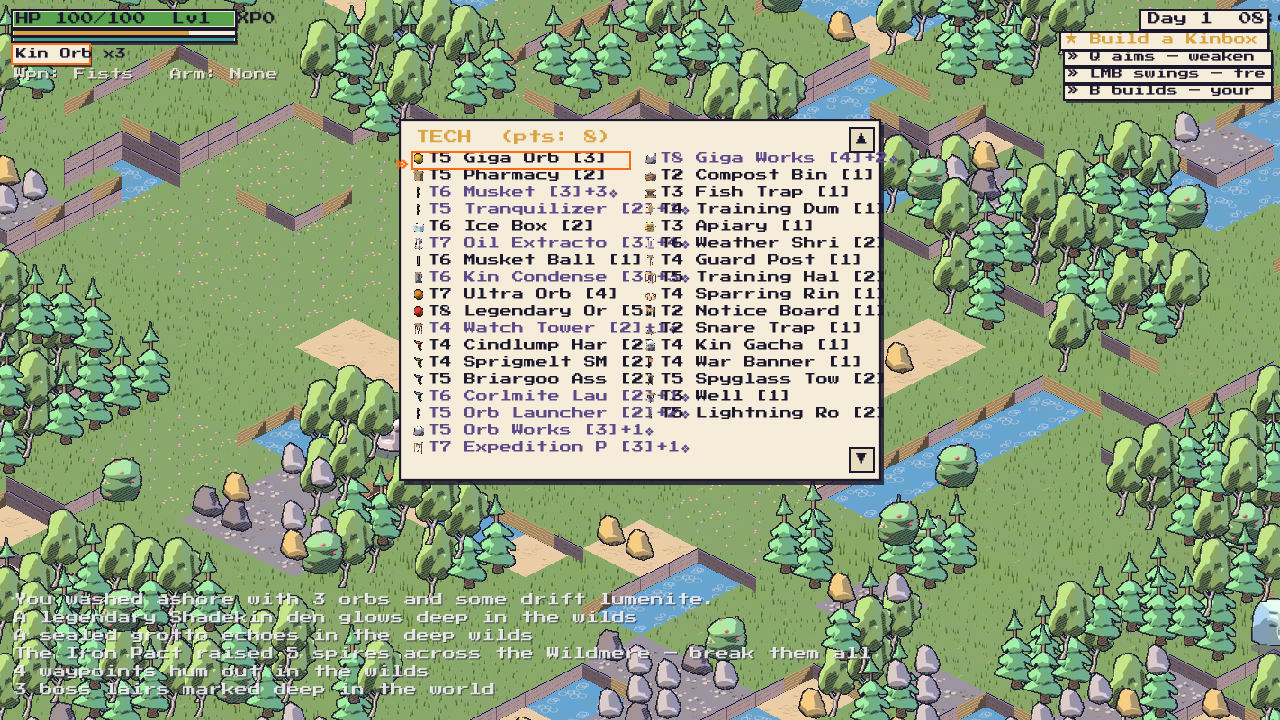 HP 100/100 Lv1 XP0
Kin Orb x3
Wpn: Fists Arm: None
Day 1 08
★ Build a Kinbox
» Q aims — weaken
» LMB swings — tre
» B builds — your
TECH (pts: 8)
▲
» T5 Giga Orb [3]
T5 Pharmacy [2]
T6 Musket [3]+3
T5 Tranquilizer [2]
T6 Ice Box [2]
T7 Oil Extracto [3]
T6 Musket Ball [1]
T6 Kin Condense [3]
T7 Ultra Orb [4]
T8 Legendary Or [5]
T4 Watch Tower [2]
T4 Cindlump Har [2]
T4 Sprigmelt SM [2]
T5 Briargoo Ass [2]
T6 Corlmite Lau [2]
T5 Orb Launcher [2]
T5 Orb Works [3]+1
T7 Expedition P [3]+1
T8 Giga Works [4]
T2 Compost Bin [1]
T3 Fish Trap [1]
T4 Training Dum [1
T3 Apiary [1]
T6 Weather Shri [2
T4 Guard Post [1]
T5 Training Hal [2
T4 Sparring Rin [1
T2 Notice Board [1
T2 Snare Trap [1]
T4 Kin Gacha [1]
T4 War Banner [1]
T5 Spyglass Tow [2
T3 Well [1]
T5 Lightning Ro [2
▼
You washed ashore with 3 orbs and some drift lumenite.
A legendary Shadekin den glows deep in the wilds
A sealed grotto echoes in the deep wilds
The Iron Pact raised 5 spires across the Wildmere — break them all
4 waypoints hum out in the wilds
3 boss lairs marked deep in the world